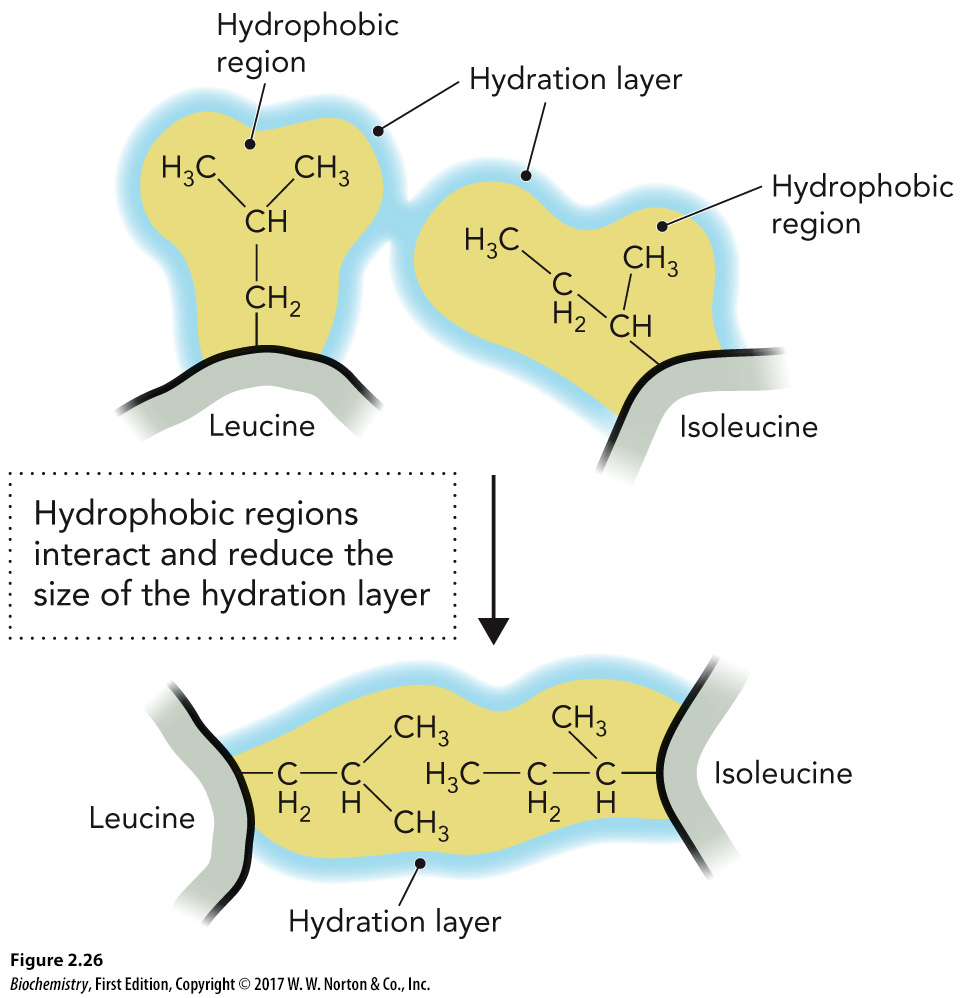 Hydrophobic
region
Hydration layer
Hydrophobic
region
H₃C CH₃
CH
CH₂
H₃C
CH₃
C
H₂ CH
Leucine
Isoleucine
Hydrophobic regions
interact and reduce the
size of the hydration layer
CH₃ CH₃
C C H₃C C C
H₂ H H₂ H
CH₃
Isoleucine
Leucine
Hydration layer
Figure 2.26
Biochemistry, First Edition, Copyright © 2017 W. W. Norton & Co., Inc.